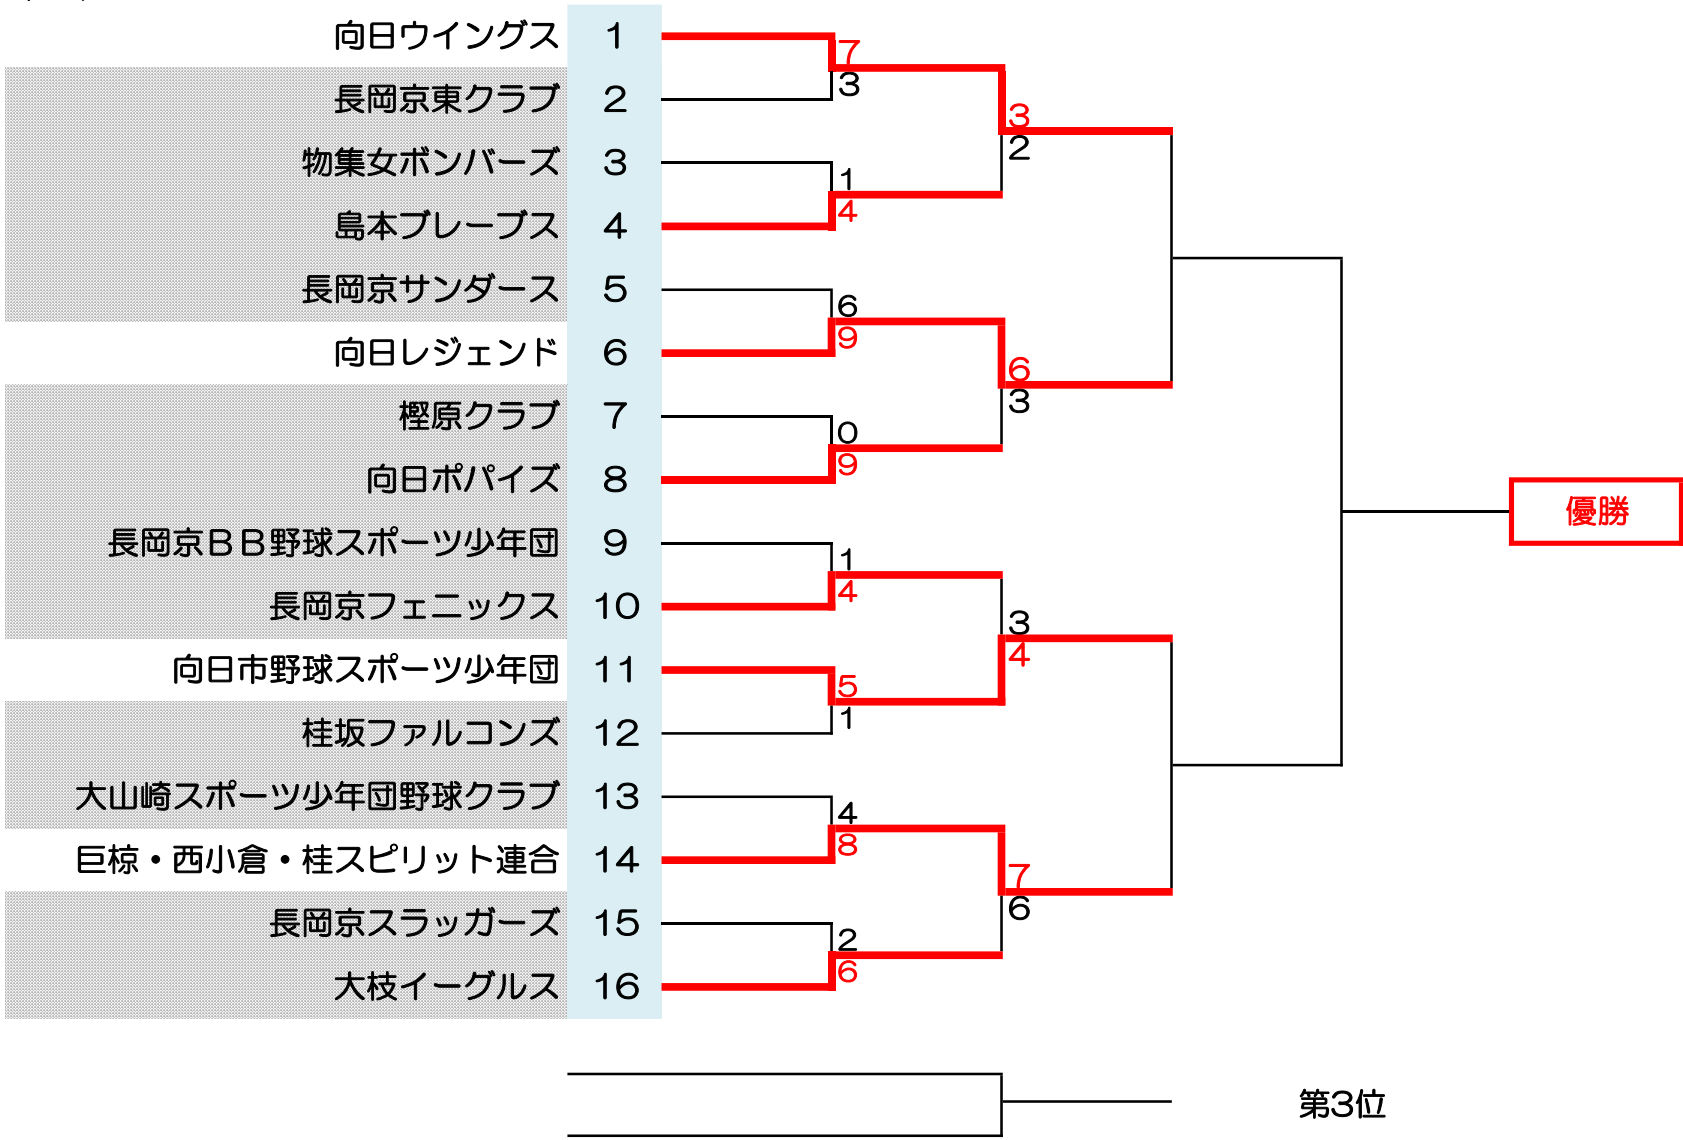 向日ウイングス 1
7
長岡京東クラブ 2
3
3
2
物集女ボンバーズ 3
1
島本ブレーブス 4
4
長岡京サンダース 5
6
向日レジェンド 6
9
6
3
樫原クラブ 7
0
向日ポパイズ 8
9
優勝
長岡京BB野球スポーツ少年団 9
1
長岡京フェニックス 10
4
3
4
向日市野球スポーツ少年団 11
5
桂坂ファルコンズ 12
1
大山崎スポーツ少年団野球クラブ 13
4
巨椋・西小倉・桂スピリット連合 14
8
7
6
長岡京スラッガーズ 15
2
大枝イーグルス 16
6
第3位